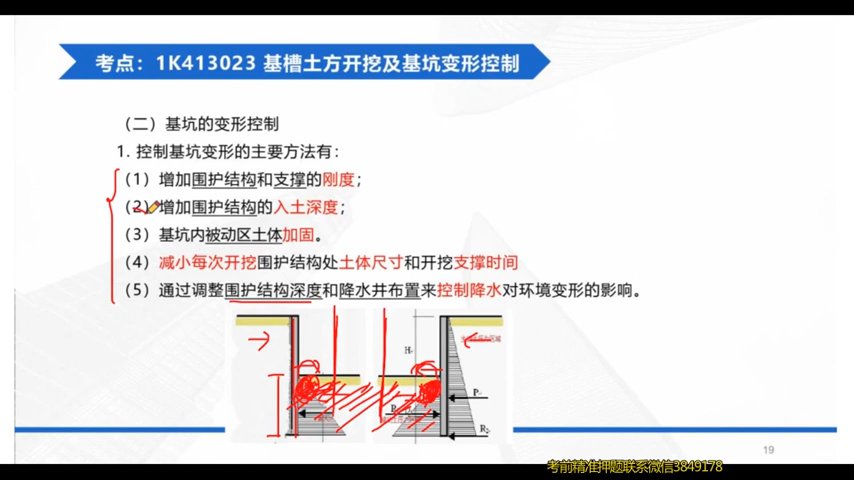 考点：1K413023 基槽土方开挖及基坑变形控制
（二）基坑的变形控制
1. 控制基坑变形的主要方法有：
（1）增加围护结构和支撑的刚度；
（2）增加围护结构的入土深度；
（3）基坑内被动区土体加固。
（4）减小每次开挖围护结构处土体尺寸和开挖支撑时间
（5）通过调整围护结构深度和降水井布置来控制降水对环境变形的影响。
H
P
R
19
考前精准押题联系微信3849178